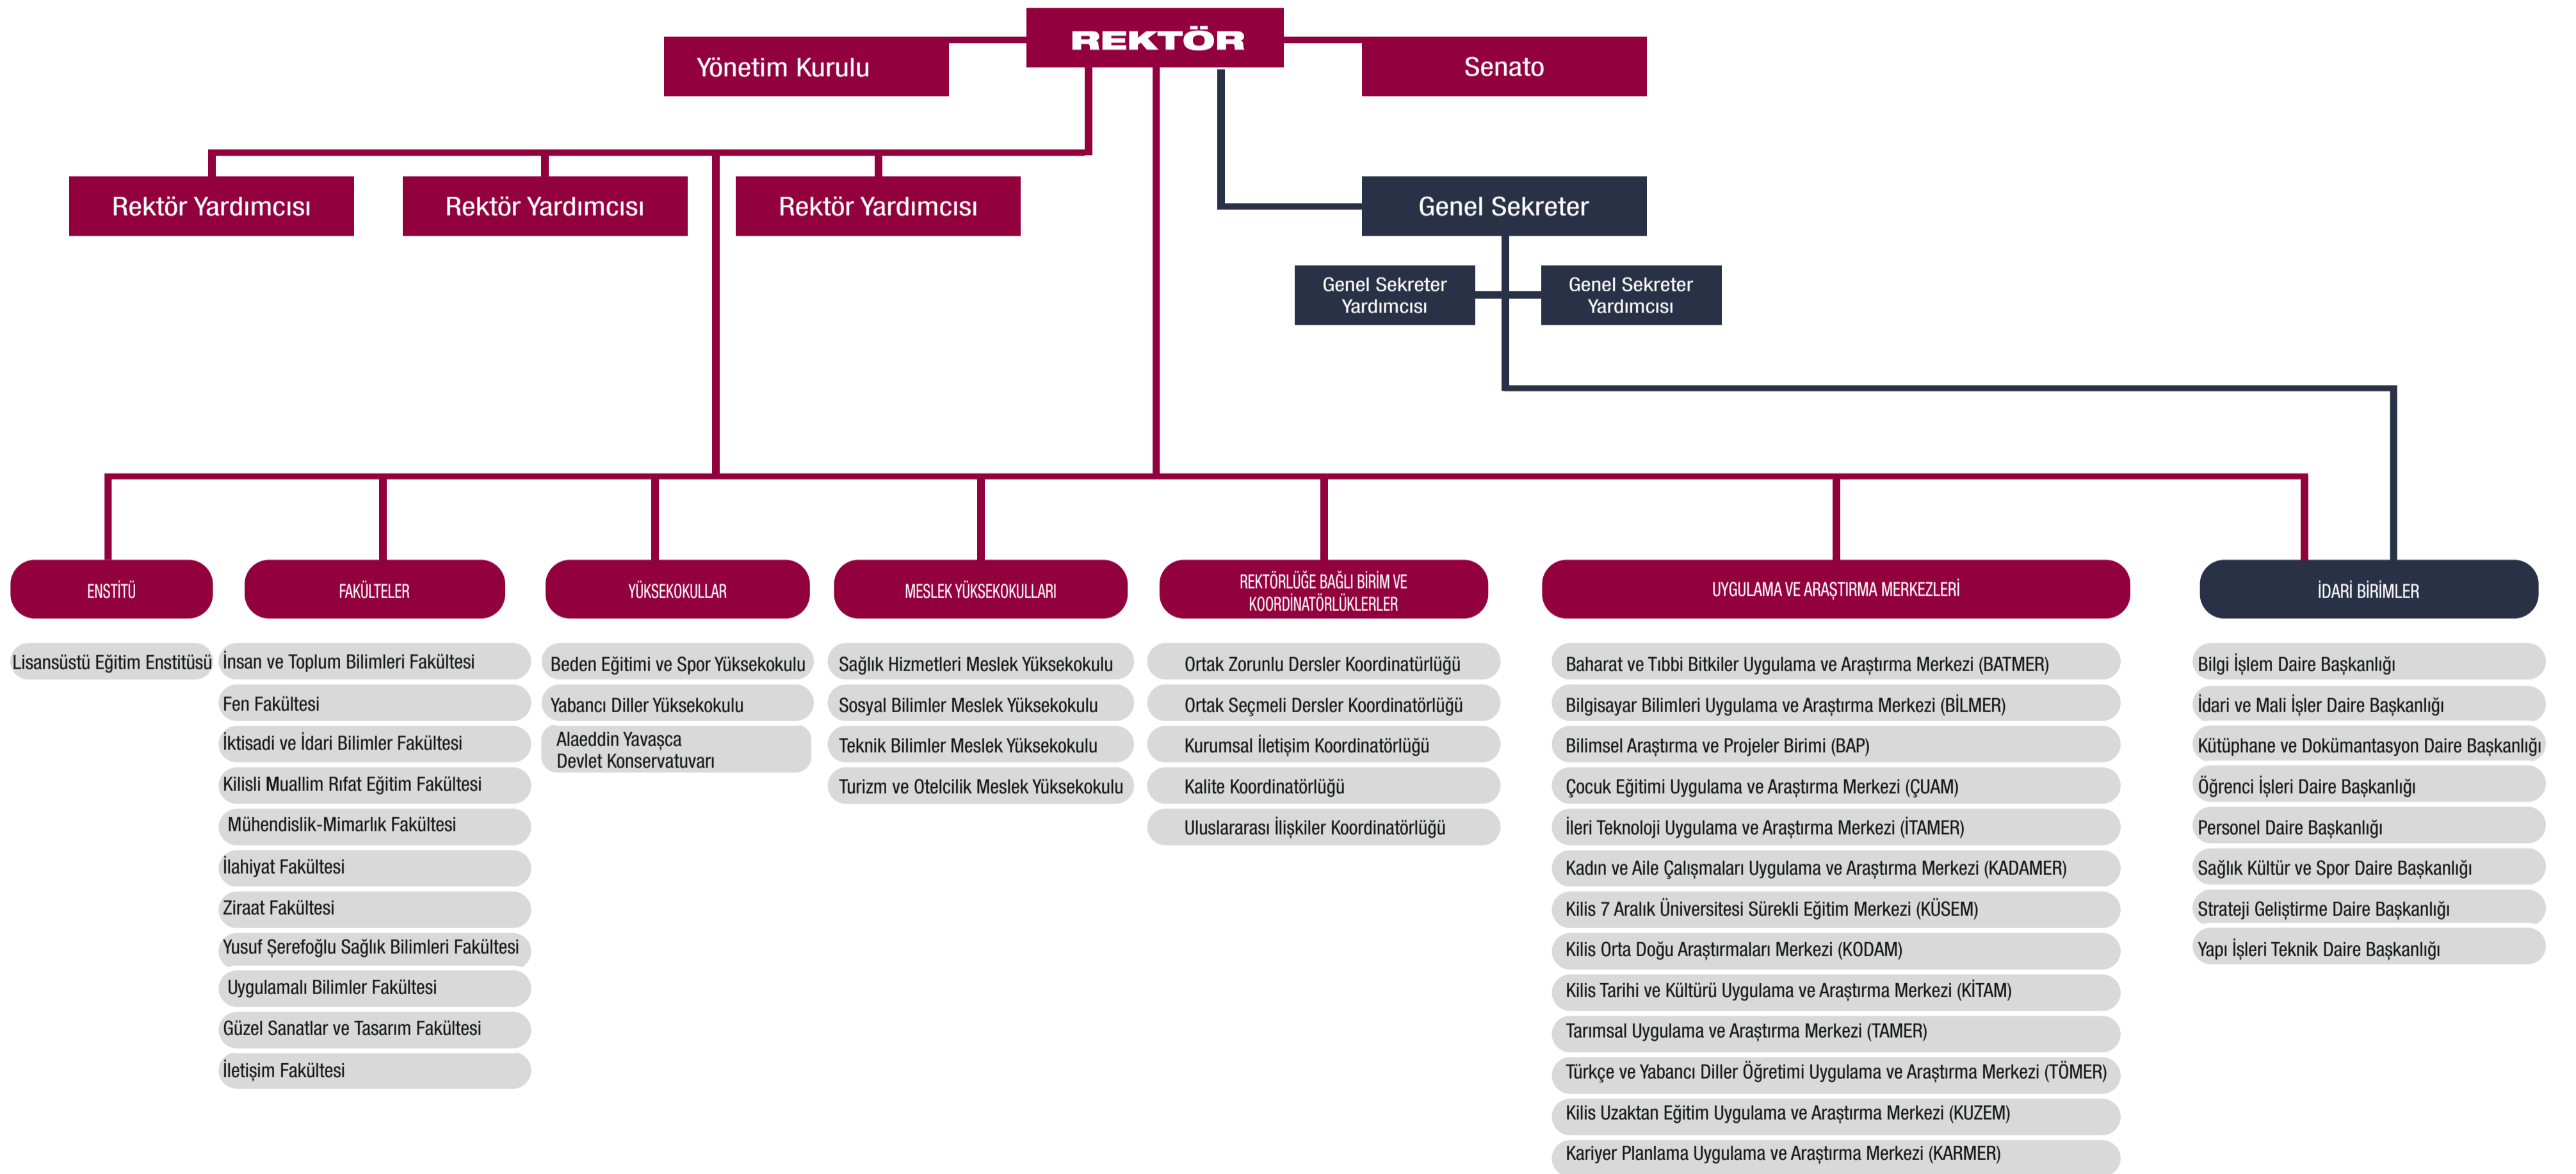 REKTÖR
Yönetim Kurulu
Senato
Rektör Yardımcısı
Rektör Yardımcısı
Rektör Yardımcısı
Genel Sekreter
Genel Sekreter
Yardımcısı
Genel Sekreter
Yardımcısı
ENSTİTÜ
Lisansüstü Eğitim Enstitüsü
FAKÜLTELER
İnsan ve Toplum Bilimleri Fakültesi
Fen Fakültesi
İktisadi ve İdari Bilimler Fakültesi
Kilisli Muallim Rıfat Eğitim Fakültesi
Mühendislik-Mimarlık Fakültesi
İlahiyat Fakültesi
Ziraat Fakültesi
Yusuf Şerefoğlu Sağlık Bilimleri Fakültesi
Uygulamalı Bilimler Fakültesi
Güzel Sanatlar ve Tasarım Fakültesi
İletişim Fakültesi
YÜKSEKOKULLAR
Beden Eğitimi ve Spor Yüksekokulu
Yabancı Diller Yüksekokulu
Alaeddin Yavaşca
Devlet Konservatuvarı
MESLEK YÜKSEKOKULLARI
Sağlık Hizmetleri Meslek Yüksekokulu
Sosyal Bilimler Meslek Yüksekokulu
Teknik Bilimler Meslek Yüksekokulu
Turizm ve Otelcilik Meslek Yüksekokulu
REKTÖRLÜĞE BAĞLI BİRİM VE
KOORDİNATÖRLÜKLERLER
Ortak Zorunlu Dersler Koordinatürlüğü
Ortak Seçmeli Dersler Koordinatörlüğü
Kurumsal İletişim Koordinatörlüğü
Kalite Koordinatörlüğü
Uluslararası İlişkiler Koordinatörlüğü
UYGULAMA VE ARAŞTIRMA MERKEZLERİ
Baharat ve Tıbbi Bitkiler Uygulama ve Araştırma Merkezi (BATMER)
Bilgisayar Bilimleri Uygulama ve Araştırma Merkezi (BİLMER)
Bilimsel Araştırma ve Projeler Birimi (BAP)
Çocuk Eğitimi Uygulama ve Araştırma Merkezi (ÇUAM)
İleri Teknoloji Uygulama ve Araştırma Merkezi (İTAMER)
Kadın ve Aile Çalışmaları Uygulama ve Araştırma Merkezi (KADAMER)
Kilis 7 Aralık Üniversitesi Sürekli Eğitim Merkezi (KÜSEM)
Kilis Orta Doğu Araştırmaları Merkezi (KODAM)
Kilis Tarihi ve Kültürü Uygulama ve Araştırma Merkezi (KİTAM)
Tarımsal Uygulama ve Araştırma Merkezi (TAMER)
Türkçe ve Yabancı Diller Öğretimi Uygulama ve Araştırma Merkezi (TÖMER)
Kilis Uzaktan Eğitim Uygulama ve Araştırma Merkezi (KUZEM)
Kariyer Planlama Uygulama ve Araştırma Merkezi (KARMER)
İDARİ BİRİMLER
Bilgi İşlem Daire Başkanlığı
İdari ve Mali İşler Daire Başkanlığı
Kütüphane ve Dokümantasyon Daire Başkanlığı
Öğrenci İşleri Daire Başkanlığı
Personel Daire Başkanlığı
Sağlık Kültür ve Spor Daire Başkanlığı
Strateji Geliştirme Daire Başkanlığı
Yapı İşleri Teknik Daire Başkanlığı